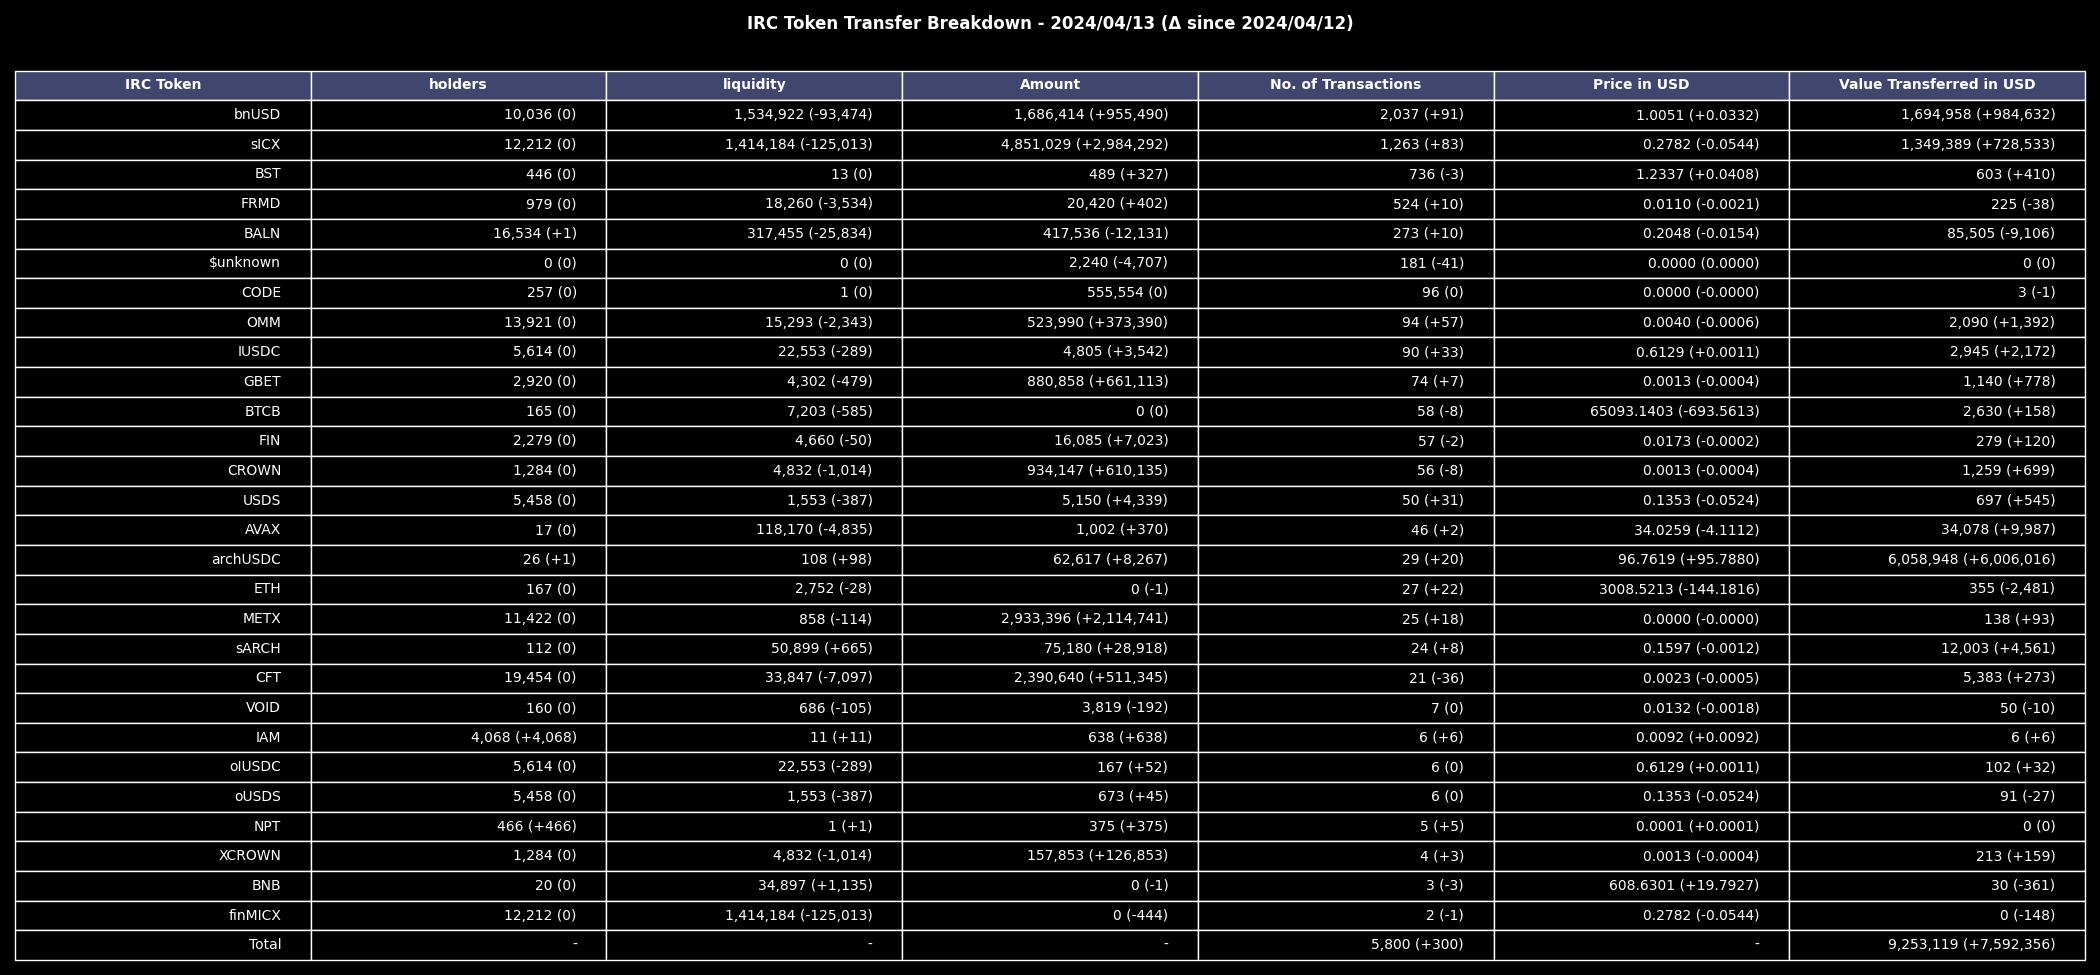 IRC Token Transfer Breakdown - 2024/04/13 (Δ since 2024/04/12)
IRC Token holders liquidity Amount No. of Transactions Price in USD Value Transferred in USD
bnUSD 10,036 (0) 1,534,922 (-93,474) 1,686,414 (+955,490) 2,037 (+91) 1.0051 (+0.0332) 1,694,958 (+984,632)
sICX 12,212 (0) 1,414,184 (-125,013) 4,851,029 (+2,984,292) 1,263 (+83) 0.2782 (-0.0544) 1,349,389 (+728,533)
BST 446 (0) 13 (0) 489 (+327) 736 (-3) 1.2337 (+0.0408) 603 (+410)
FRMD 979 (0) 18,260 (-3,534) 20,420 (+402) 524 (+10) 0.0110 (-0.0021) 225 (-38)
BALN 16,534 (+1) 317,455 (-25,834) 417,536 (-12,131) 273 (+10) 0.2048 (-0.0154) 85,505 (-9,106)
$unknown 0 (0) 0 (0) 2,240 (-4,707) 181 (-41) 0.0000 (0.0000) 0 (0)
CODE 257 (0) 1 (0) 555,554 (0) 96 (0) 0.0000 (-0.0000) 3 (-1)
OMM 13,921 (0) 15,293 (-2,343) 523,990 (+373,390) 94 (+57) 0.0040 (-0.0006) 2,090 (+1,392)
IUSDC 5,614 (0) 22,553 (-289) 4,805 (+3,542) 90 (+33) 0.6129 (+0.0011) 2,945 (+2,172)
GBET 2,920 (0) 4,302 (-479) 880,858 (+661,113) 74 (+7) 0.0013 (-0.0004) 1,140 (+778)
BTCB 165 (0) 7,203 (-585) 0 (0) 58 (-8) 65093.1403 (-693.5613) 2,630 (+158)
FIN 2,279 (0) 4,660 (-50) 16,085 (+7,023) 57 (-2) 0.0173 (-0.0002) 279 (+120)
CROWN 1,284 (0) 4,832 (-1,014) 934,147 (+610,135) 56 (-8) 0.0013 (-0.0004) 1,259 (+699)
USDS 5,458 (0) 1,553 (-387) 5,150 (+4,339) 50 (+31) 0.1353 (-0.0524) 697 (+545)
AVAX 17 (0) 118,170 (-4,835) 1,002 (+370) 46 (+2) 34.0259 (-4.1112) 34,078 (+9,987)
archUSDC 26 (+1) 108 (+98) 62,617 (+8,267) 29 (+20) 96.7619 (+95.7880) 6,058,948 (+6,006,016)
ETH 167 (0) 2,752 (-28) 0 (-1) 27 (+22) 3008.5213 (-144.1816) 355 (-2,481)
METX 11,422 (0) 858 (-114) 2,933,396 (+2,114,741) 25 (+18) 0.0000 (-0.0000) 138 (+93)
sARCH 112 (0) 50,899 (+665) 75,180 (+28,918) 24 (+8) 0.1597 (-0.0012) 12,003 (+4,561)
CFT 19,454 (0) 33,847 (-7,097) 2,390,640 (+511,345) 21 (-36) 0.0023 (-0.0005) 5,383 (+273)
VOID 160 (0) 686 (-105) 3,819 (-192) 7 (0) 0.0132 (-0.0018) 50 (-10)
IAM 4,068 (+4,068) 11 (+11) 638 (+638) 6 (+6) 0.0092 (+0.0092) 6 (+6)
oIUSDC 5,614 (0) 22,553 (-289) 167 (+52) 6 (0) 0.6129 (+0.0011) 102 (+32)
oUSDS 5,458 (0) 1,553 (-387) 673 (+45) 6 (0) 0.1353 (-0.0524) 91 (-27)
NPT 466 (+466) 1 (+1) 375 (+375) 5 (+5) 0.0001 (+0.0001) 0 (0)
XCROWN 1,284 (0) 4,832 (-1,014) 157,853 (+126,853) 4 (+3) 0.0013 (-0.0004) 213 (+159)
BNB 20 (0) 34,897 (+1,135) 0 (-1) 3 (-3) 608.6301 (+19.7927) 30 (-361)
finMICX 12,212 (0) 1,414,184 (-125,013) 0 (-444) 2 (-1) 0.2782 (-0.0544) 0 (-148)
Total - - - 5,800 (+300) - 9,253,119 (+7,592,356)